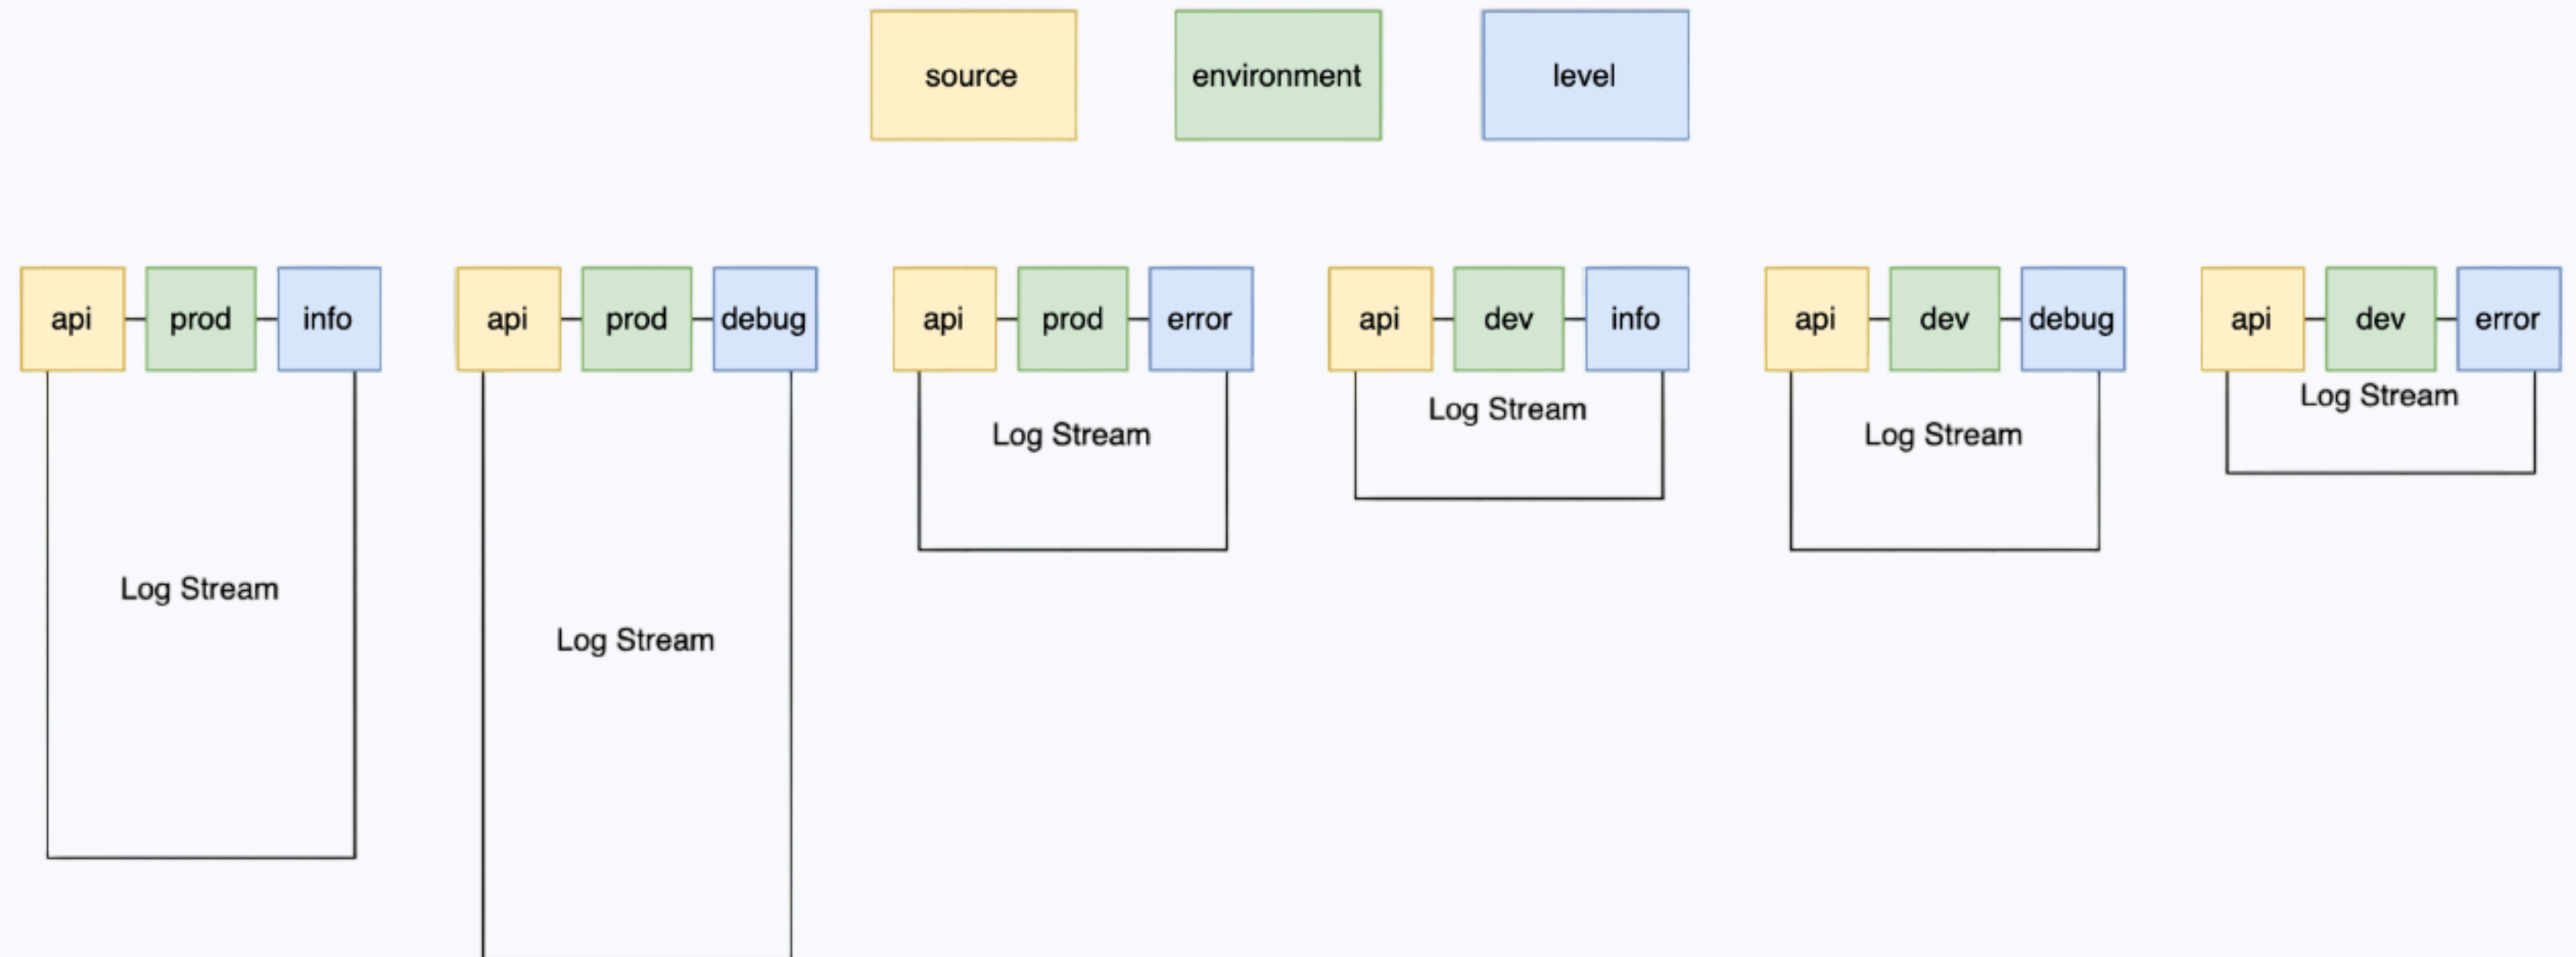 source
environment
level
api
prod
info
api
prod
debug
api
prod
error
api
dev
info
api
dev
debug
api
dev
error
Log Stream
Log Stream
Log Stream
Log Stream
Log Stream
Log Stream